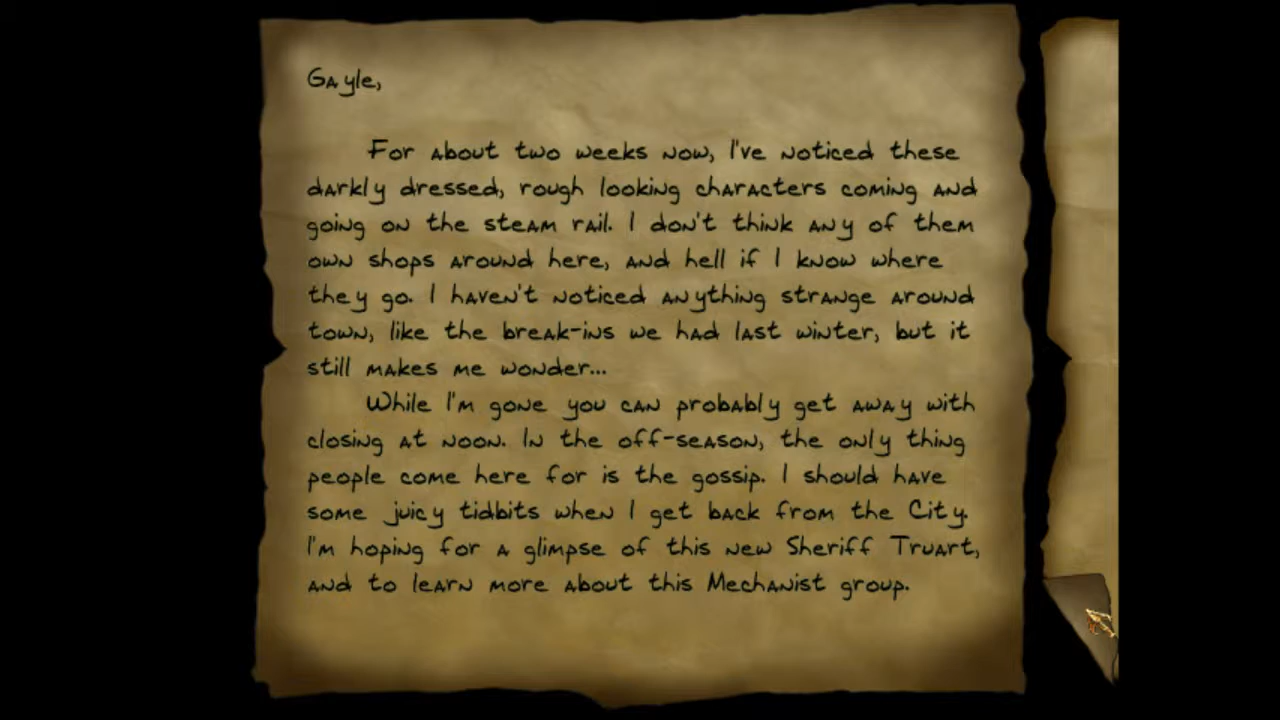 Gayle,
For about two weeks now, I've noticed these
darkly dressed, rough looking characters coming and
going on the steam rail. I don't think any of them
own shops around here, and hell if I know where
they go. I haven't noticed anything strange around
town, like the break-ins we had last winter, but it
still makes me wonder...
While I'm gone you can probably get away with
closing at noon. In the off-season, the only thing
people come here for is the gossip. I should have
some juicy tidbits when I get back from the City.
I'm hoping for a glimpse of this new Sheriff Truart,
and to learn more about this Mechanist group.